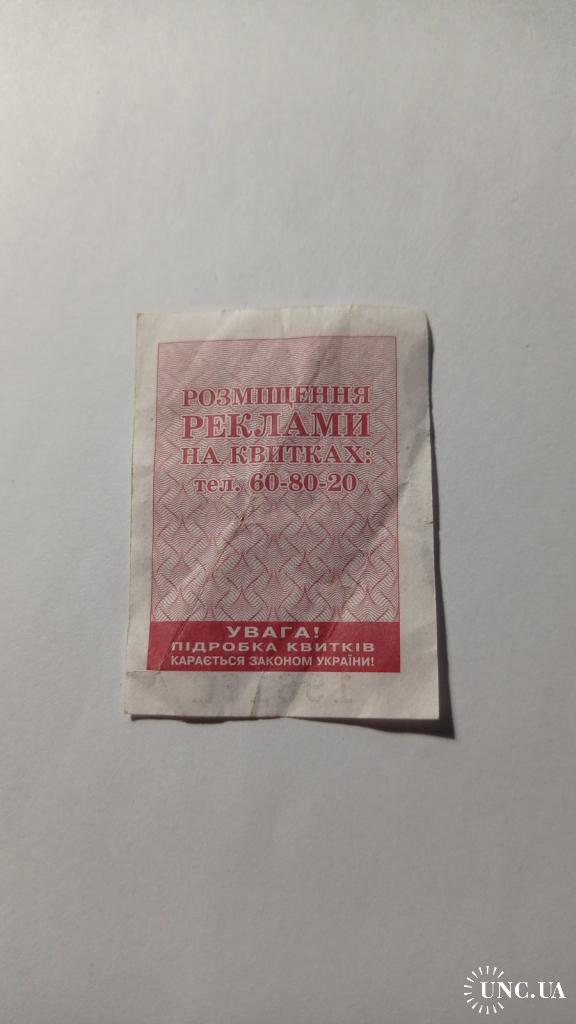 РОЗМІЩЕННЯ
РЕКЛАМИ
НА КВИТКАХ:
тел. 60-80-20
УВАГА!
ПІДРОБКА КВИТКІВ
КАРАЄТЬСЯ ЗАКОНОМ УКРАЇНИ!
UNC.UA